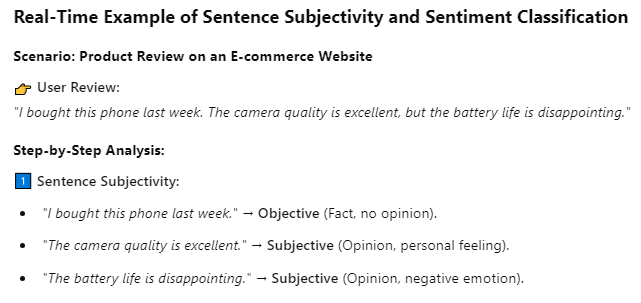 Real-Time Example of Sentence Subjectivity and Sentiment Classification
Scenario: Product Review on an E-commerce Website
👉 User Review:
"I bought this phone last week. The camera quality is excellent, but the battery life is disappointing."
Step-by-Step Analysis:
1️⃣ Sentence Subjectivity:
• "I bought this phone last week." → Objective (Fact, no opinion).
• "The camera quality is excellent." → Subjective (Opinion, personal feeling).
• "The battery life is disappointing." → Subjective (Opinion, negative emotion).